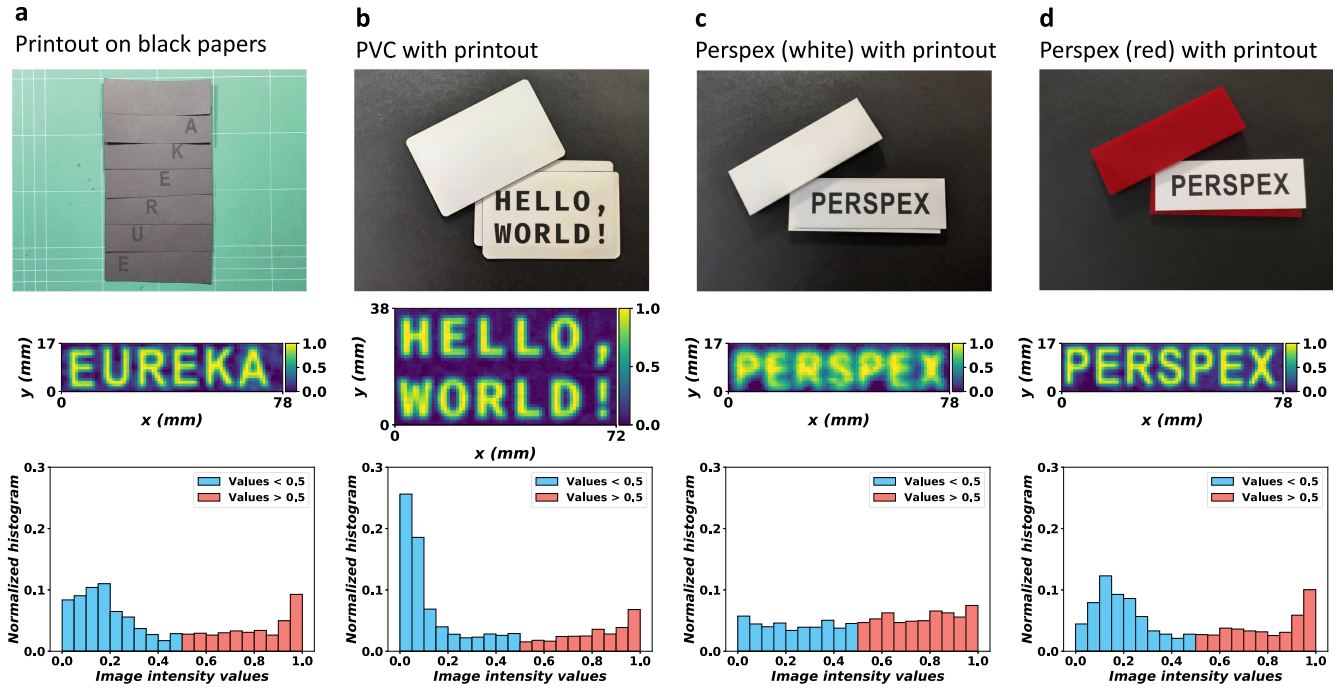 a
Printout on black papers
b
PVC with printout
c
Perspex (white) with printout
d
Perspex (red) with printout
A
K
E
R
U
E
HELLO,
WORLD!
PERSPEX
PERSPEX
y (mm)
17
0
EUREKA
0
78
x (mm)
1.0
0.5
0.0
y (mm)
38
0
HELLO,
WORLD!
0
72
x (mm)
1.0
0.5
0.0
y (mm)
17
0
PERSPEX
0
78
x (mm)
1.0
0.5
0.0
y (mm)
17
0
PERSPEX
0
78
x (mm)
1.0
0.5
0.0
Normalized histogram
0.3
0.2
0.1
0.0
Values < 0.5
Values > 0.5
0.0 0.2 0.4 0.6 0.8 1.0
Image intensity values
Normalized histogram
0.3
0.2
0.1
0.0
Values < 0.5
Values > 0.5
0.0 0.2 0.4 0.6 0.8 1.0
Image intensity values
Normalized histogram
0.3
0.2
0.1
0.0
Values < 0.5
Values > 0.5
0.0 0.2 0.4 0.6 0.8 1.0
Image intensity values
Normalized histogram
0.3
0.2
0.1
0.0
Values < 0.5
Values > 0.5
0.0 0.2 0.4 0.6 0.8 1.0
Image intensity values